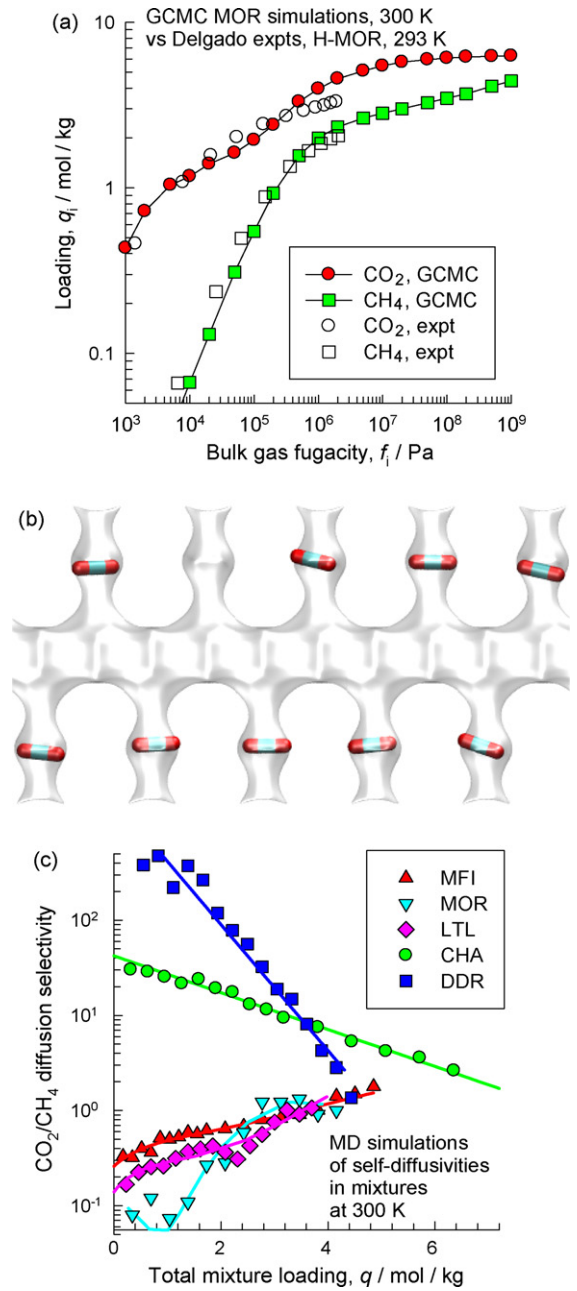 (a)
GCMC MOR simulations, 300 K
vs Delgado expts, H-MOR, 293 K
10
1
0.1
Loading, qᵢ / mol / kg
CO₂, GCMC
CH₄, GCMC
CO₂, expt
CH₄, expt
10³ 10⁴ 10⁵ 10⁶ 10⁷ 10⁸ 10⁹
Bulk gas fugacity, fᵢ / Pa
(b)
(c)
10²
10¹
10⁰
10⁻¹
CO₂/CH₄ diffusion selectivity
MFI
MOR
LTL
CHA
DDR
MD simulations
of self-diffusivities
in mixtures
at 300 K
0 2 4 6
Total mixture loading, q / mol / kg